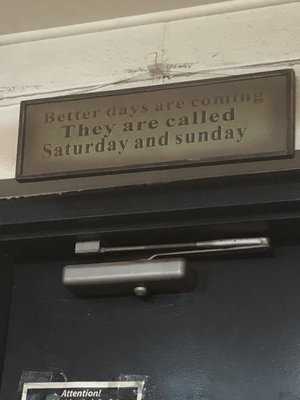 Better days are coming
They are called
Saturday and sunday
Attention!